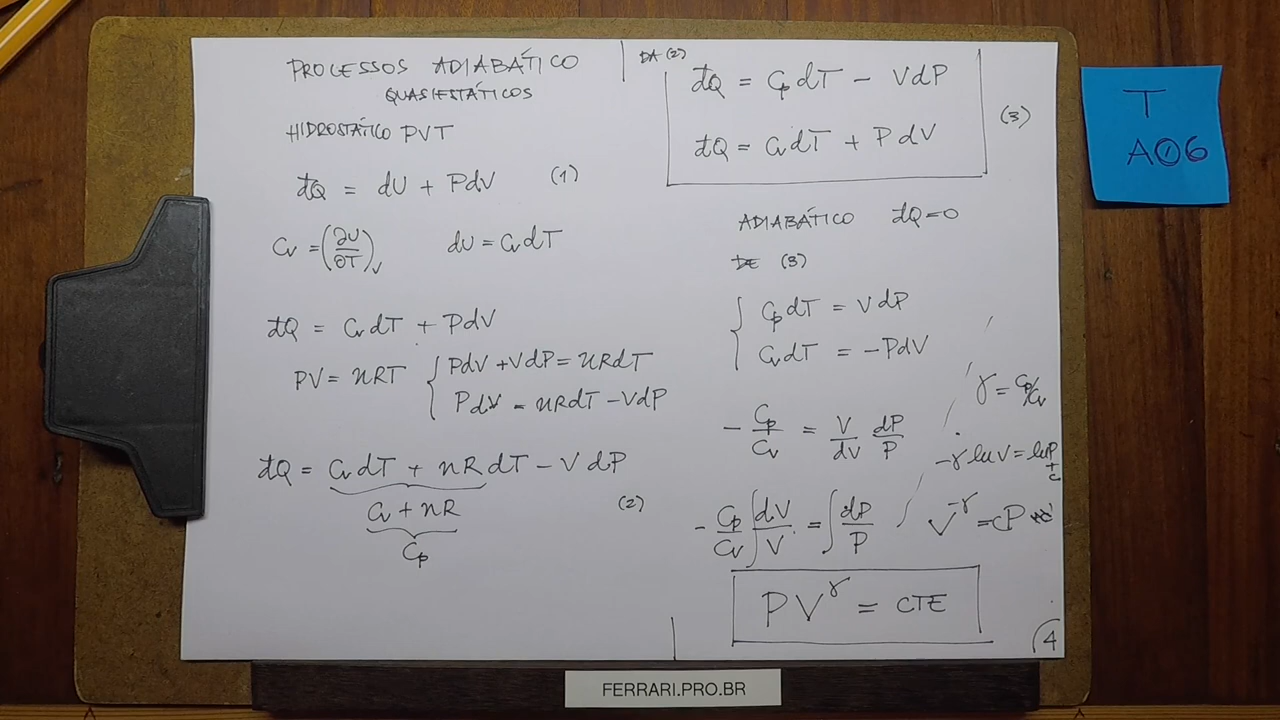 PROCESSOS ADIABÁTICO
QUASIESTÁTICOS
HIDROSTÁTICO PVT
đQ = dU + PdV (1)
Cv = (∂U/∂T)v dU = CvdT
đQ = CvdT + PdV
PV = nRT { PdV + VdP = nRdT
PdV = nRdT - VdP
đQ = CvdT + nRdT - VdP
Cv + nR (2)
Cp
DA (2)
đQ = CpdT - VdP
đQ = CvdT + PdV (3)
ADIABÁTICO đQ=0
DE (3)
{ CpdT = VdP
CvdT = -PdV
γ = Cp/Cv
- Cp/Cv = V/dV dP/P
-γ lnV = lnP + c
- Cp/Cv ∫ dV/V = ∫ dP/P
V^-γ = cP
PV^γ = CTE
4
T
A06
FERRARI.PRO.BR